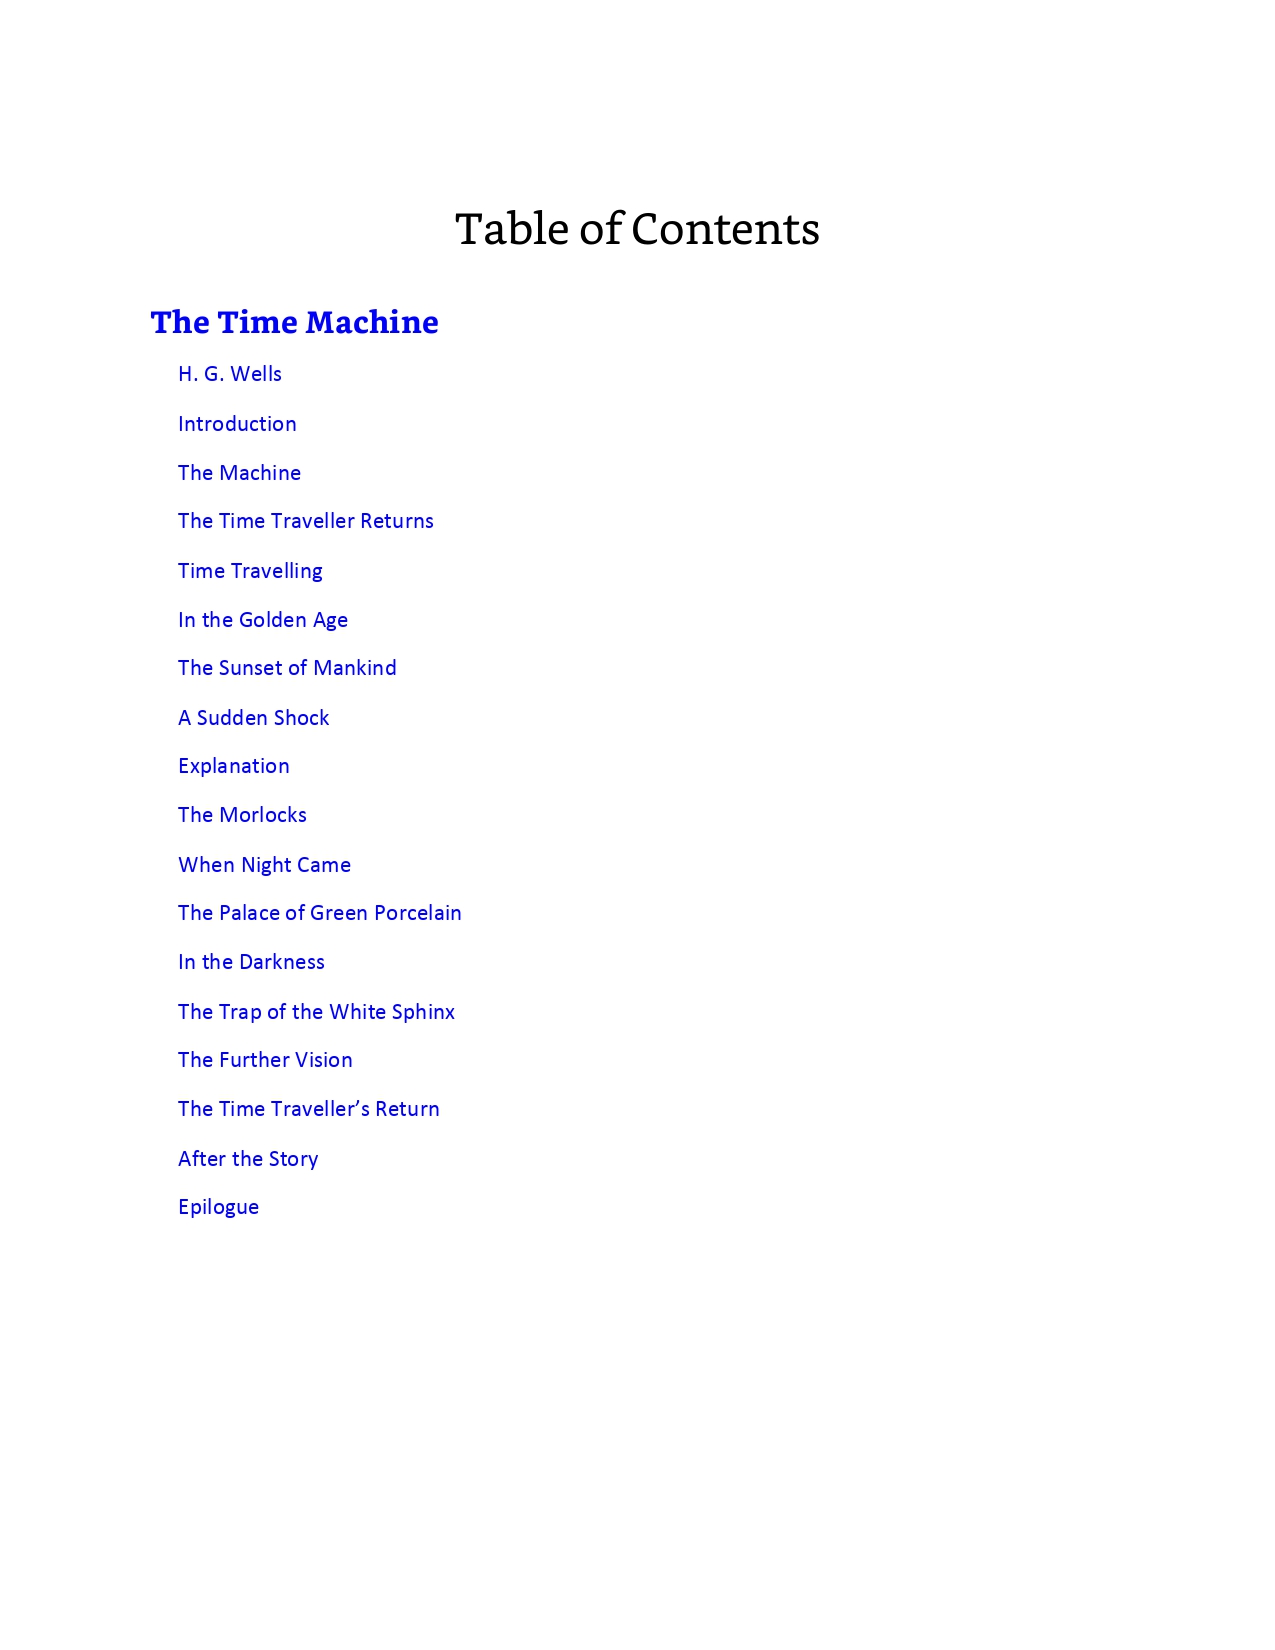 Table of Contents
The Time Machine
H. G. Wells
Introduction
The Machine
The Time Traveller Returns
Time Travelling
In the Golden Age
The Sunset of Mankind
A Sudden Shock
Explanation
The Morlocks
When Night Came
The Palace of Green Porcelain
In the Darkness
The Trap of the White Sphinx
The Further Vision
The Time Traveller’s Return
After the Story
Epilogue